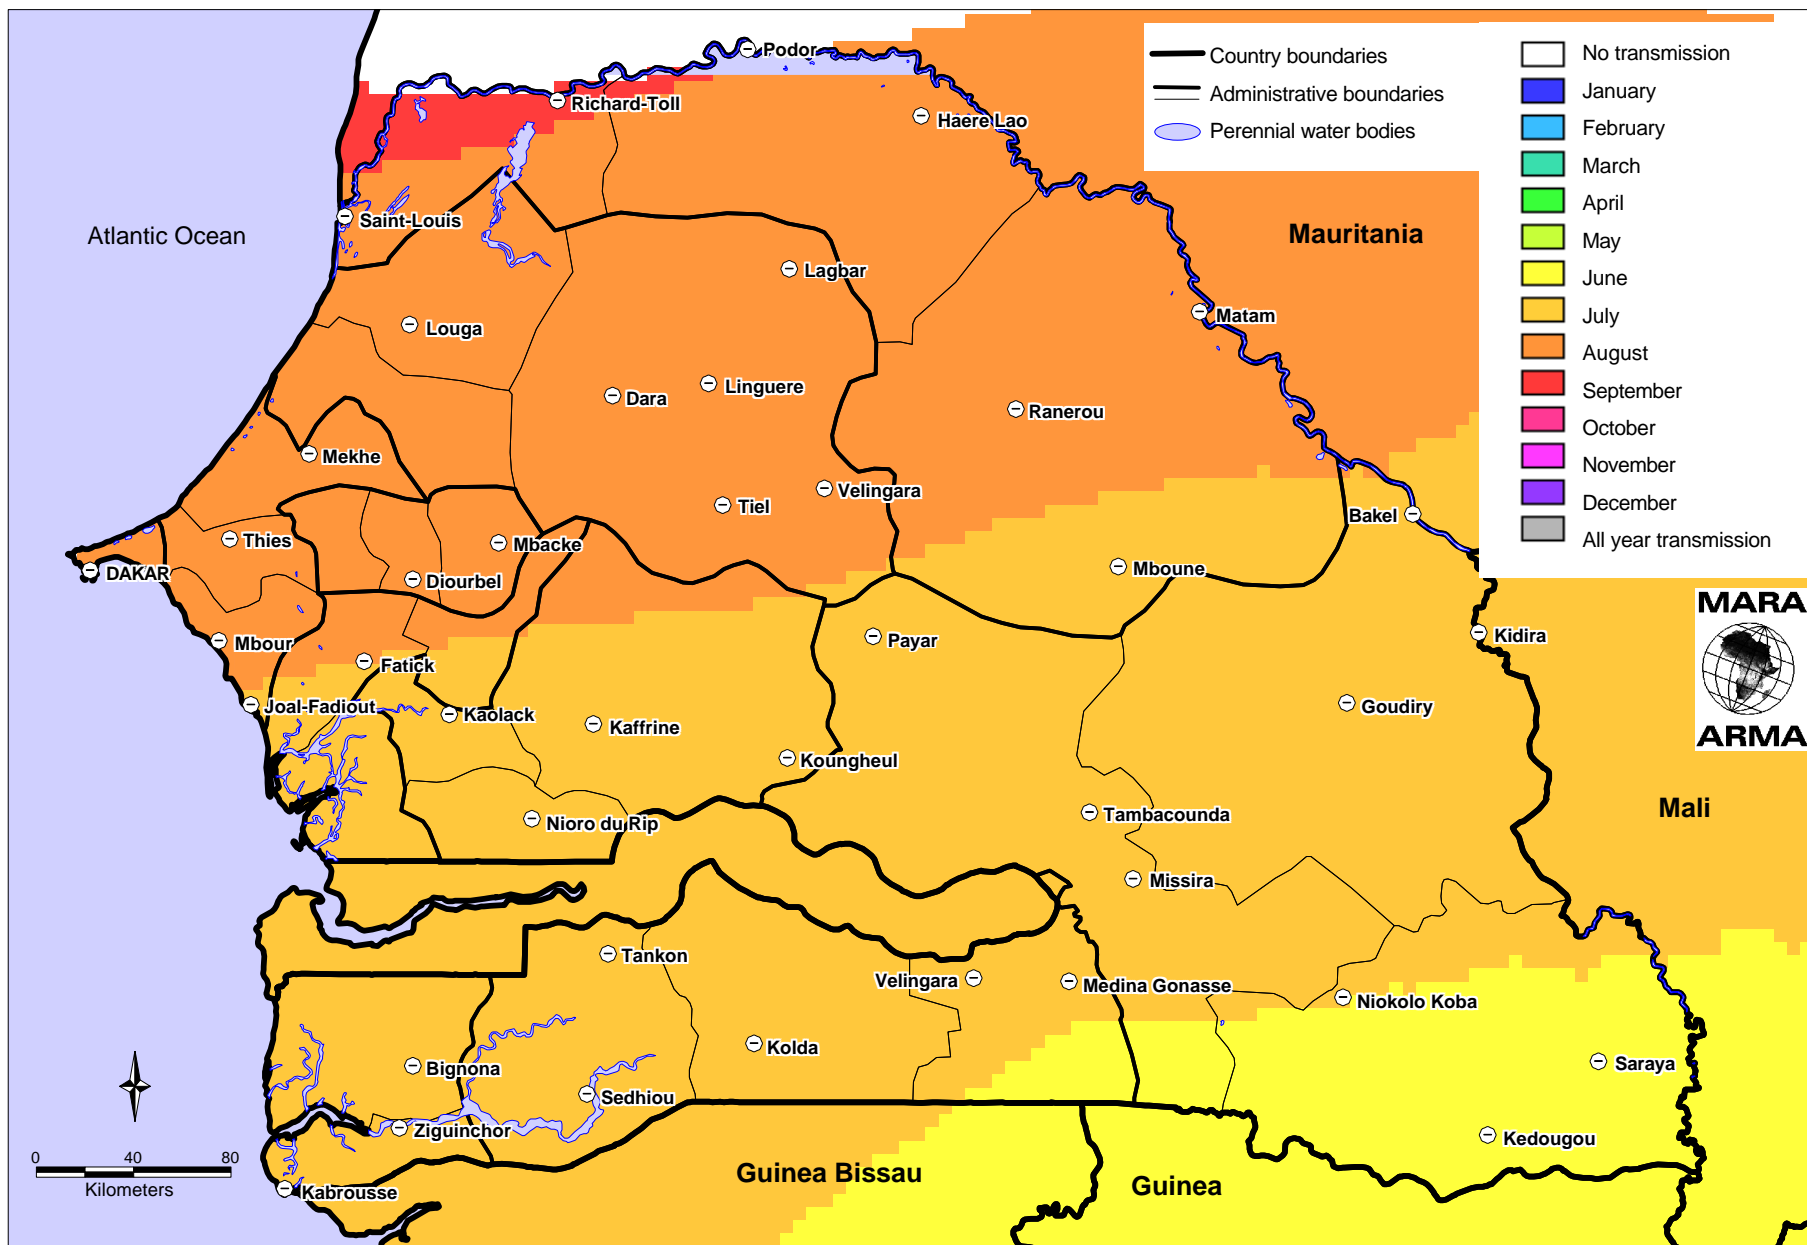 Podor
Richard-Toll
Haere Lao
Saint-Louis
Atlantic Ocean
Mauritania
Lagbar
Louga
Matam
Dara
Linguere
Ranerou
Mekhe
Velingara
Tiel
Bakel
Thies
Mbacke
DAKAR
Diourbel
Mboune
Mbour
Fatick
Payar
Kidira
Joal-Fadiout
Kaolack
Kaffrine
Goudiry
Koungheul
Nioro du Rip
Tambacounda
Mali
Missira
Tankon
Velingara
Medina Gonasse
Niokolo Koba
Kolda
Bignona
Saraya
Sedhiou
Ziguinchor
Kedougou
Guinea Bissau
Guinea
Kabrousse
0 40 80
Kilometers
Country boundaries
Administrative boundaries
Perennial water bodies
No transmission
January
February
March
April
May
June
July
August
September
October
November
December
All year transmission
MARA
ARMA